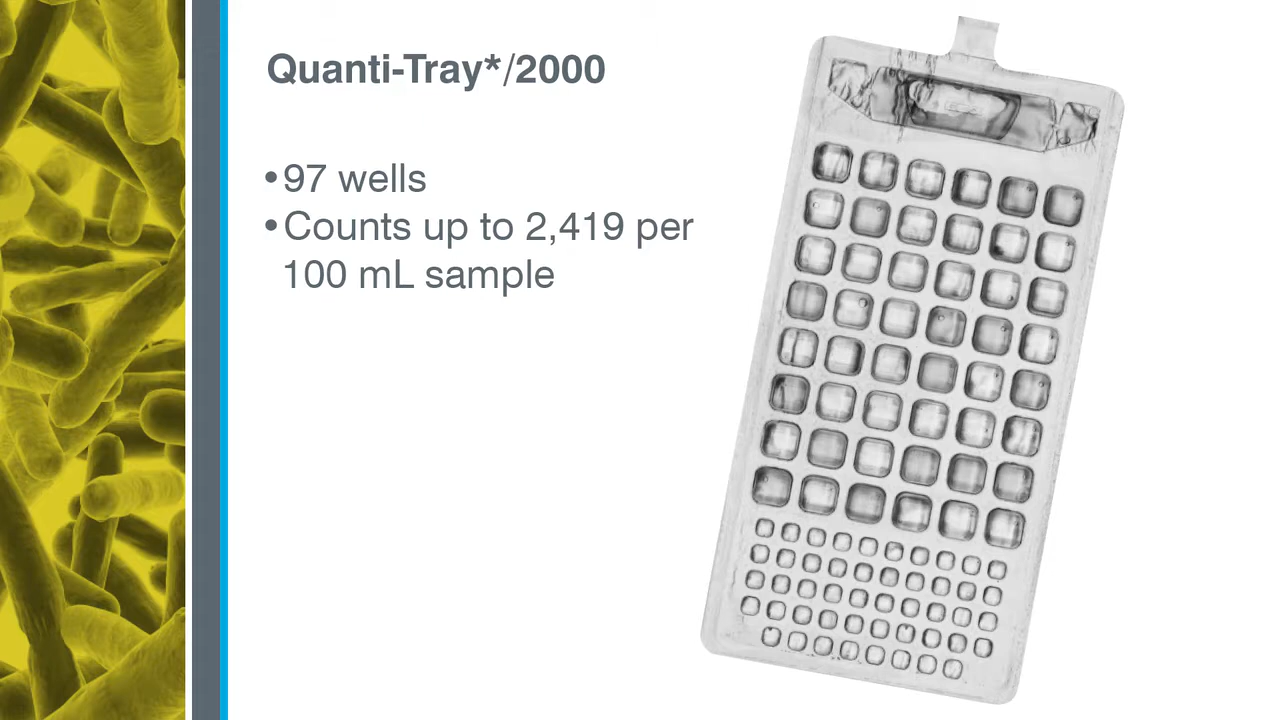 Quanti-Tray*/2000
•97 wells
•Counts up to 2,419 per
100 mL sample